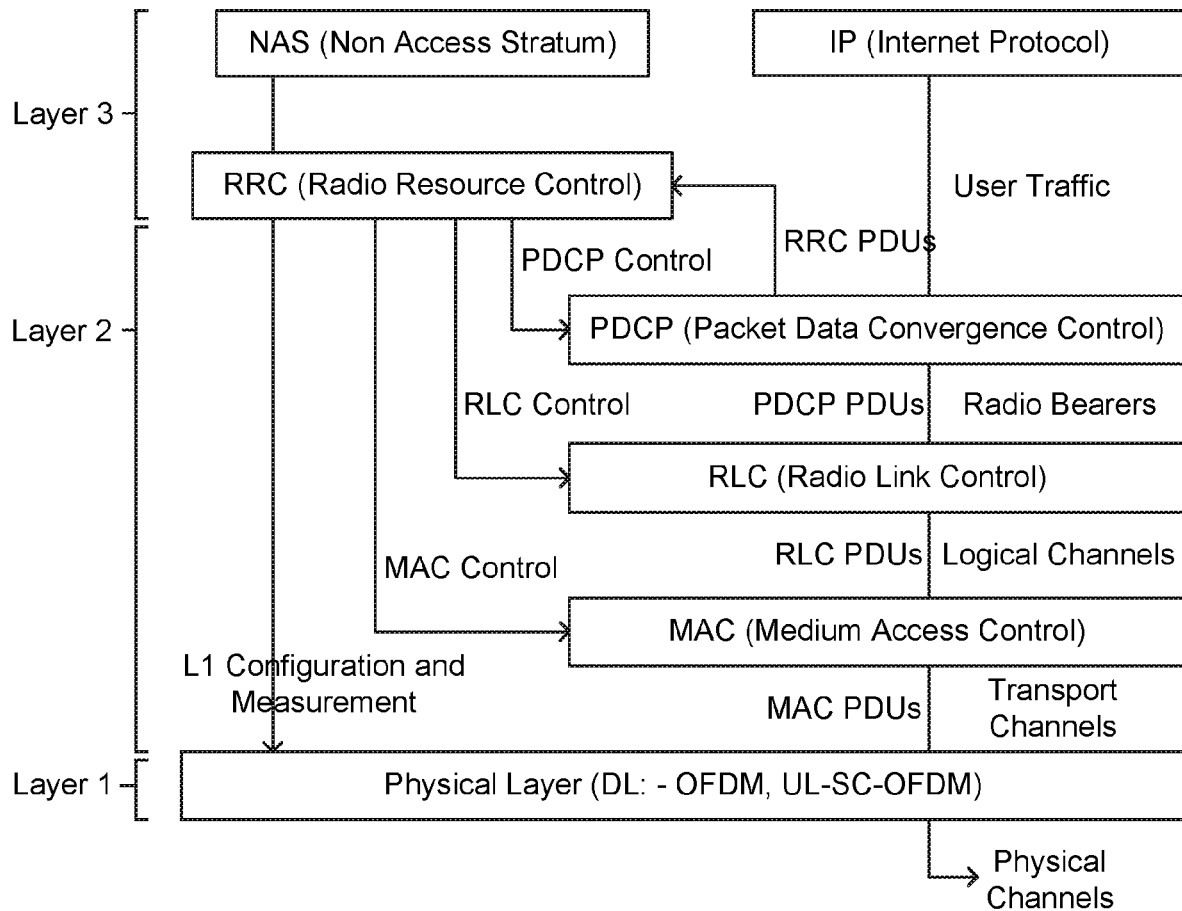 NAS (Non Access Stratum)
IP (Internet Protocol)
Layer 3
RRC (Radio Resource Control)
User Traffic
RRC PDUs
PDCP Control
Layer 2
PDCP (Packet Data Convergence Control)
RLC Control
PDCP PDUs
Radio Bearers
RLC (Radio Link Control)
MAC Control
RLC PDUs
Logical Channels
MAC (Medium Access Control)
L1 Configuration and
Measurement
MAC PDUs
Transport
Channels
Layer 1
Physical Layer (DL: - OFDM, UL-SC-OFDM)
Physical
Channels